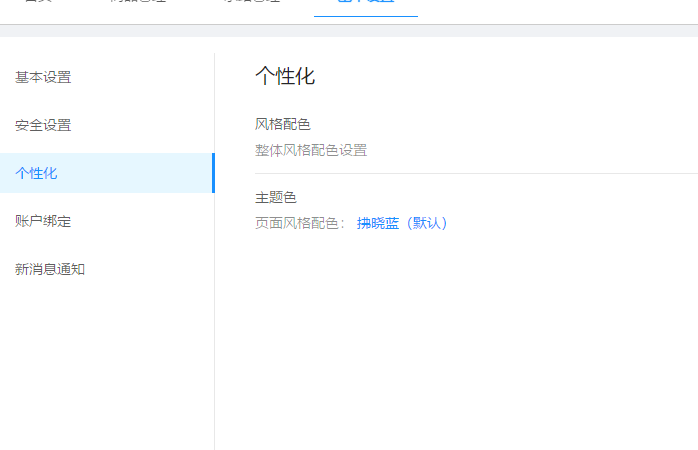 基本设置
安全设置
个性化
账户绑定
新消息通知
个性化
风格配色
整体风格配色设置
主题色
页面风格配色： 拂晓蓝（默认）